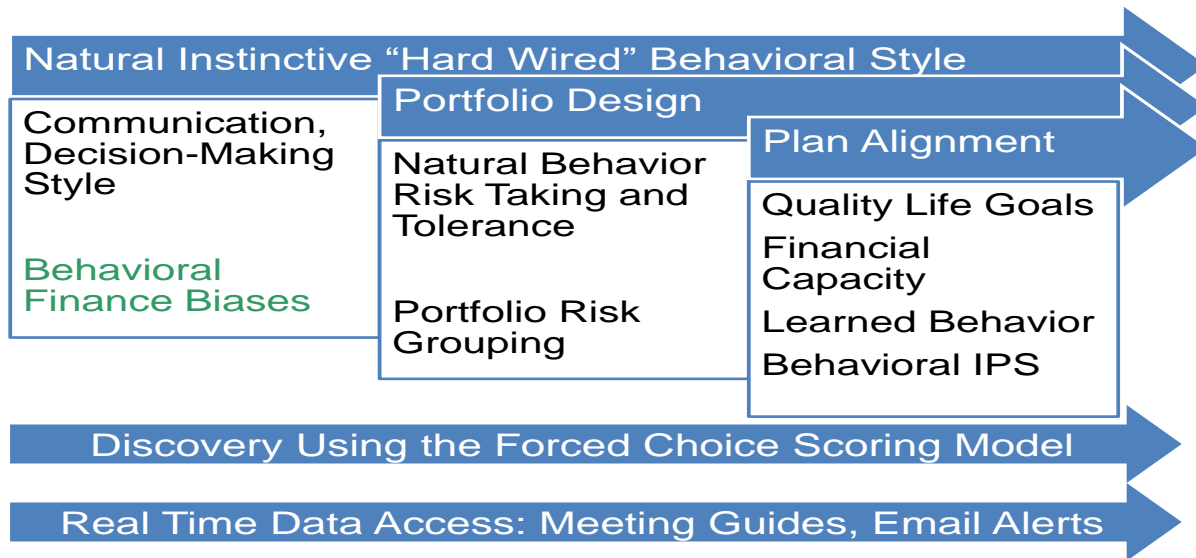 Natural Instinctive “Hard Wired” Behavioral Style
Communication,
Decision-Making
Style
Behavioral
Finance Biases
Portfolio Design
Natural Behavior
Risk Taking and
Tolerance
Portfolio Risk
Grouping
Plan Alignment
Quality Life Goals
Financial
Capacity
Learned Behavior
Behavioral IPS
Discovery Using the Forced Choice Scoring Model
Real Time Data Access: Meeting Guides, Email Alerts